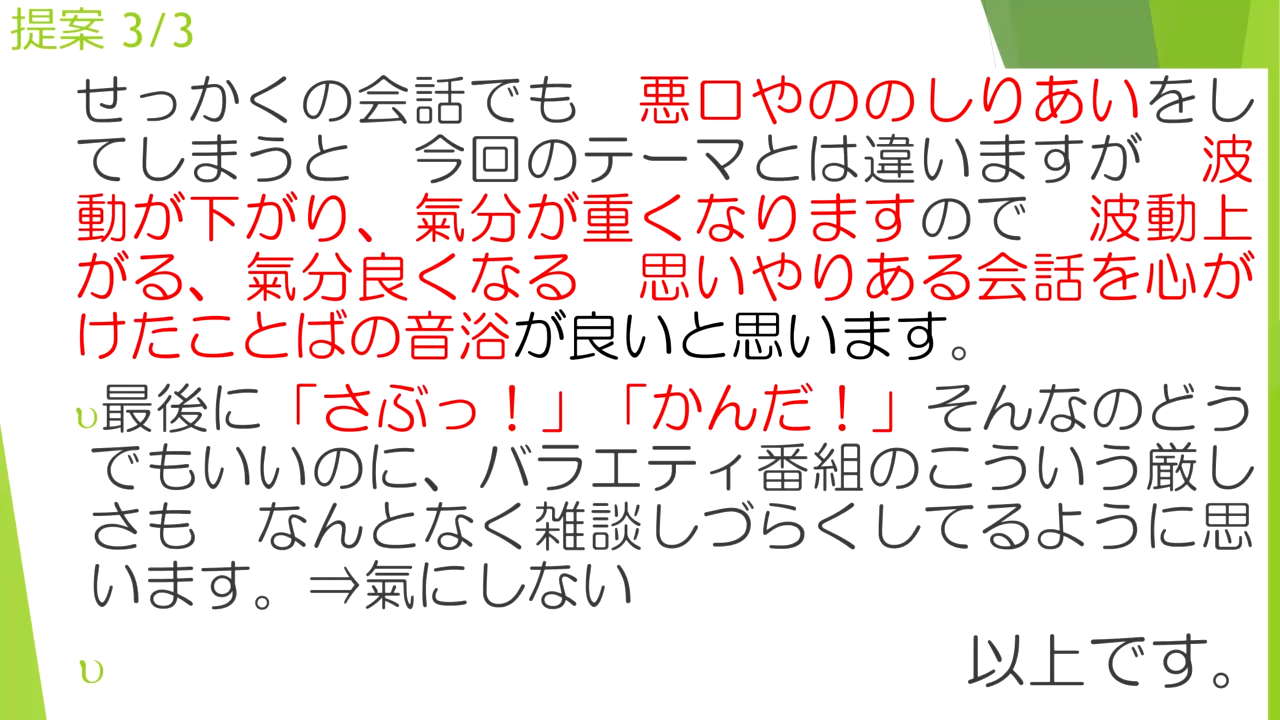 提案 3/3
せっかくの会話でも　悪口やののしりあいをし
てしまうと　今回のテーマとは違いますが　波
動が下がり、氣分が重くなりますので　波動上
がる、氣分良くなる　思いやりある会話を心が
けたことばの音浴が良いと思います。
υ最後に「さぶっ！」「かんだ！」そんなのどう
でもいいのに、バラエティ番組のこういう厳し
さも　なんとなく雑談しづらくしてるように思
います。⇒氣にしない
υ　以上です。